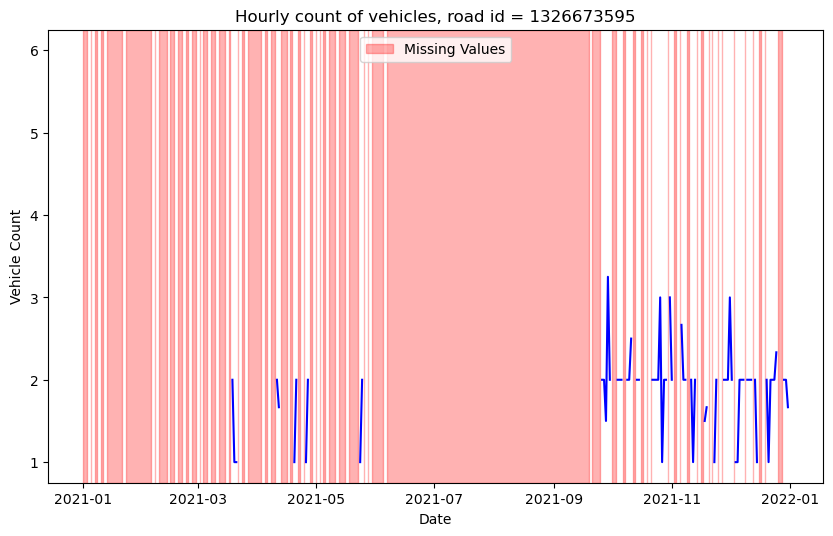 Hourly count of vehicles, road id = 1326673595
Missing Values
6
5
4
3
2
1
Vehicle Count
2021-01 2021-03 2021-05 2021-07 2021-09 2021-11 2022-01
Date